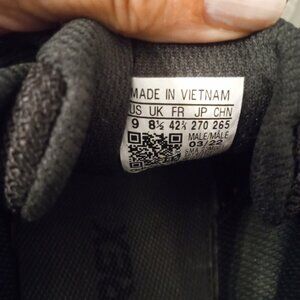 MADE IN VIETNAM
US UK FR JP CHN
9 8½ 42⅔ 270 265
MALE/MALE
03/22